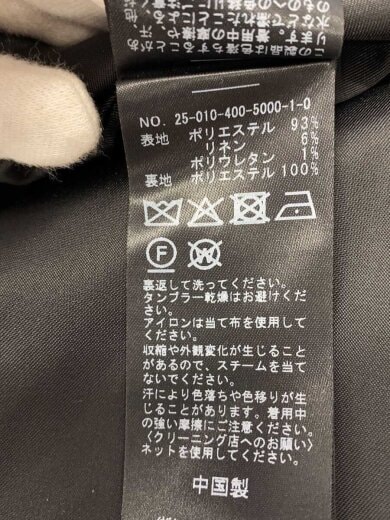 NO. 25-010-400-5000-1-0
表地 ポリエステル 93%
リネン 6%
ポリウレタン 1%
裏地 ポリエステル 100%
F W
裏返して洗ってください。
タンブラー乾燥はお避けくだ
さい。
アイロンは当て布を使用して
ください。
収縮や外観変化が生じること
があるので、スチームを当て
ないでください。
汗により色落ちや色移りが生
じることがあります。着用中
の強い摩擦にご注意ください。
〈クリーニング店へのお願い〉
ネットを使用してください。
中国製